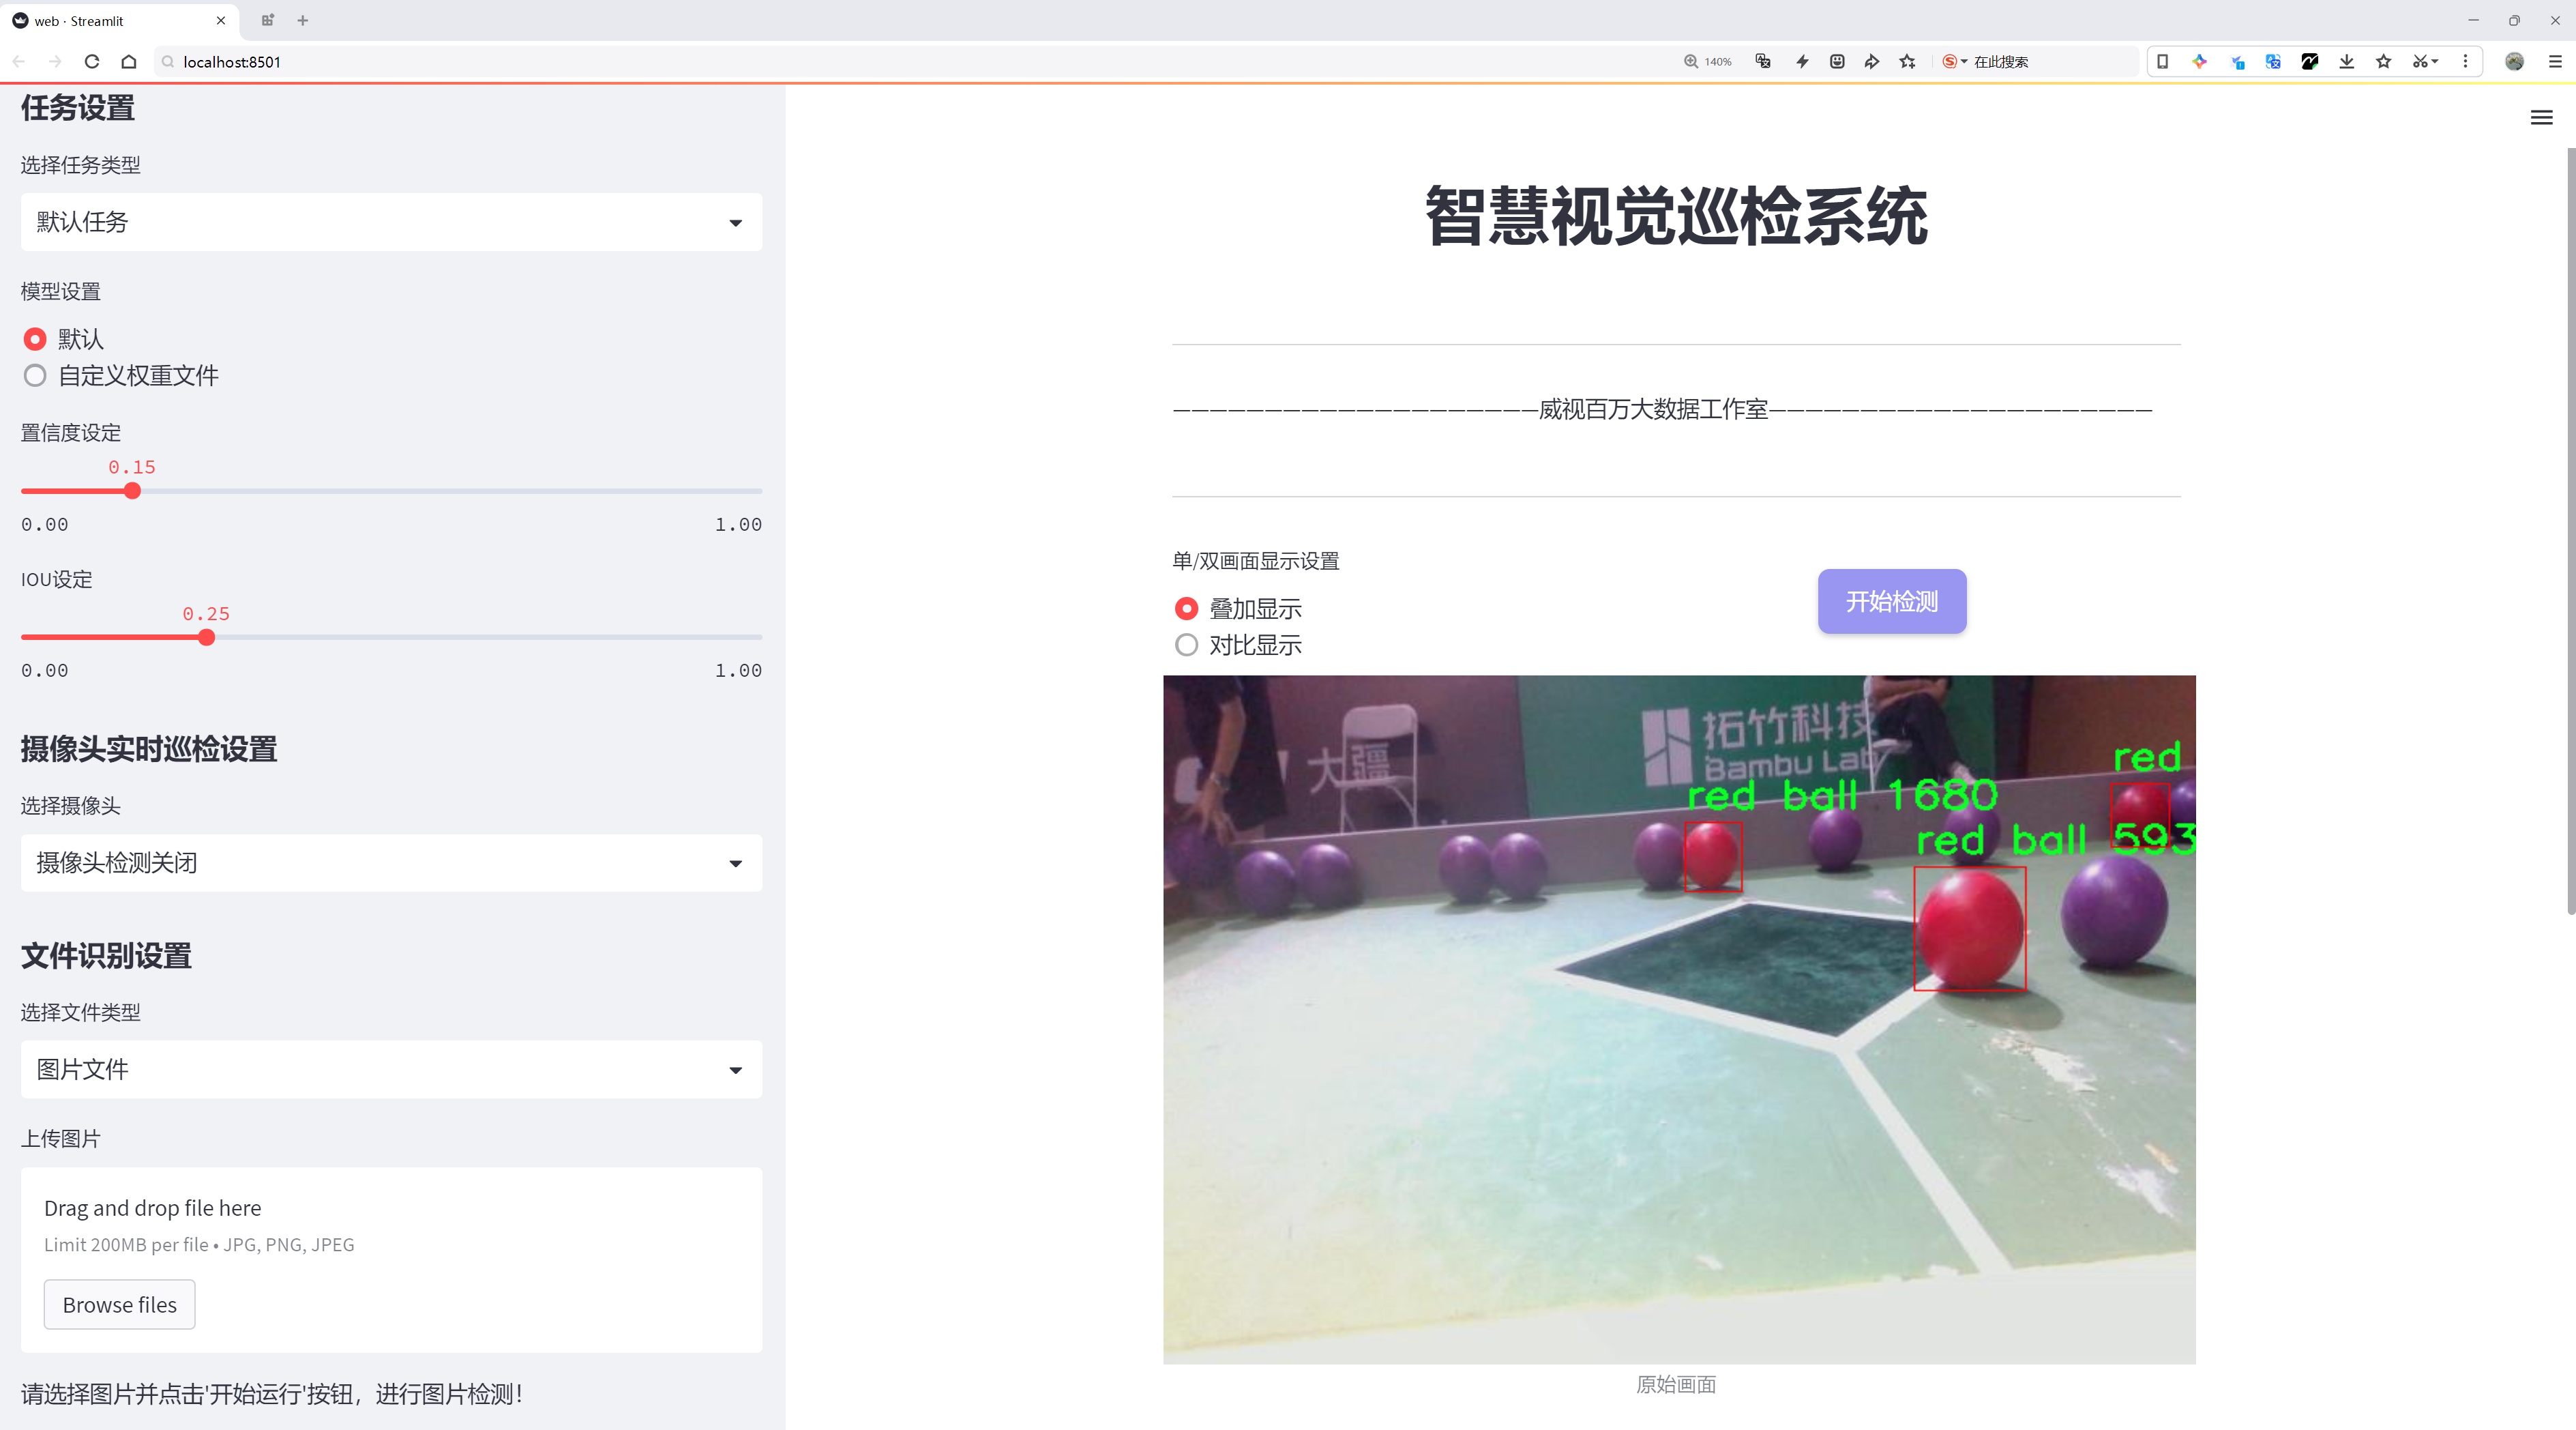 web · Streamlit
localhost:8501
140%
在此搜索
任务设置
选择任务类型
默认任务
模型设置
默认
自定义权重文件
置信度设定
0.15
0.00
1.00
IOU设定
0.25
0.00
1.00
摄像头实时巡检设置
选择摄像头
摄像头检测关闭
文件识别设置
选择文件类型
图片文件
上传图片
Drag and drop file here
Limit 200MB per file • JPG, PNG, JPEG
Browse files
请选择图片并点击'开始运行'按钮，进行图片检测！
智慧视觉巡检系统
————————————————————威视百万大数据工作室—————————————————————
单/双画面显示设置
叠加显示
对比显示
开始检测
大疆
拓竹科技
Bambu Lab
red
red ball 1680
red ball 593
原始画面